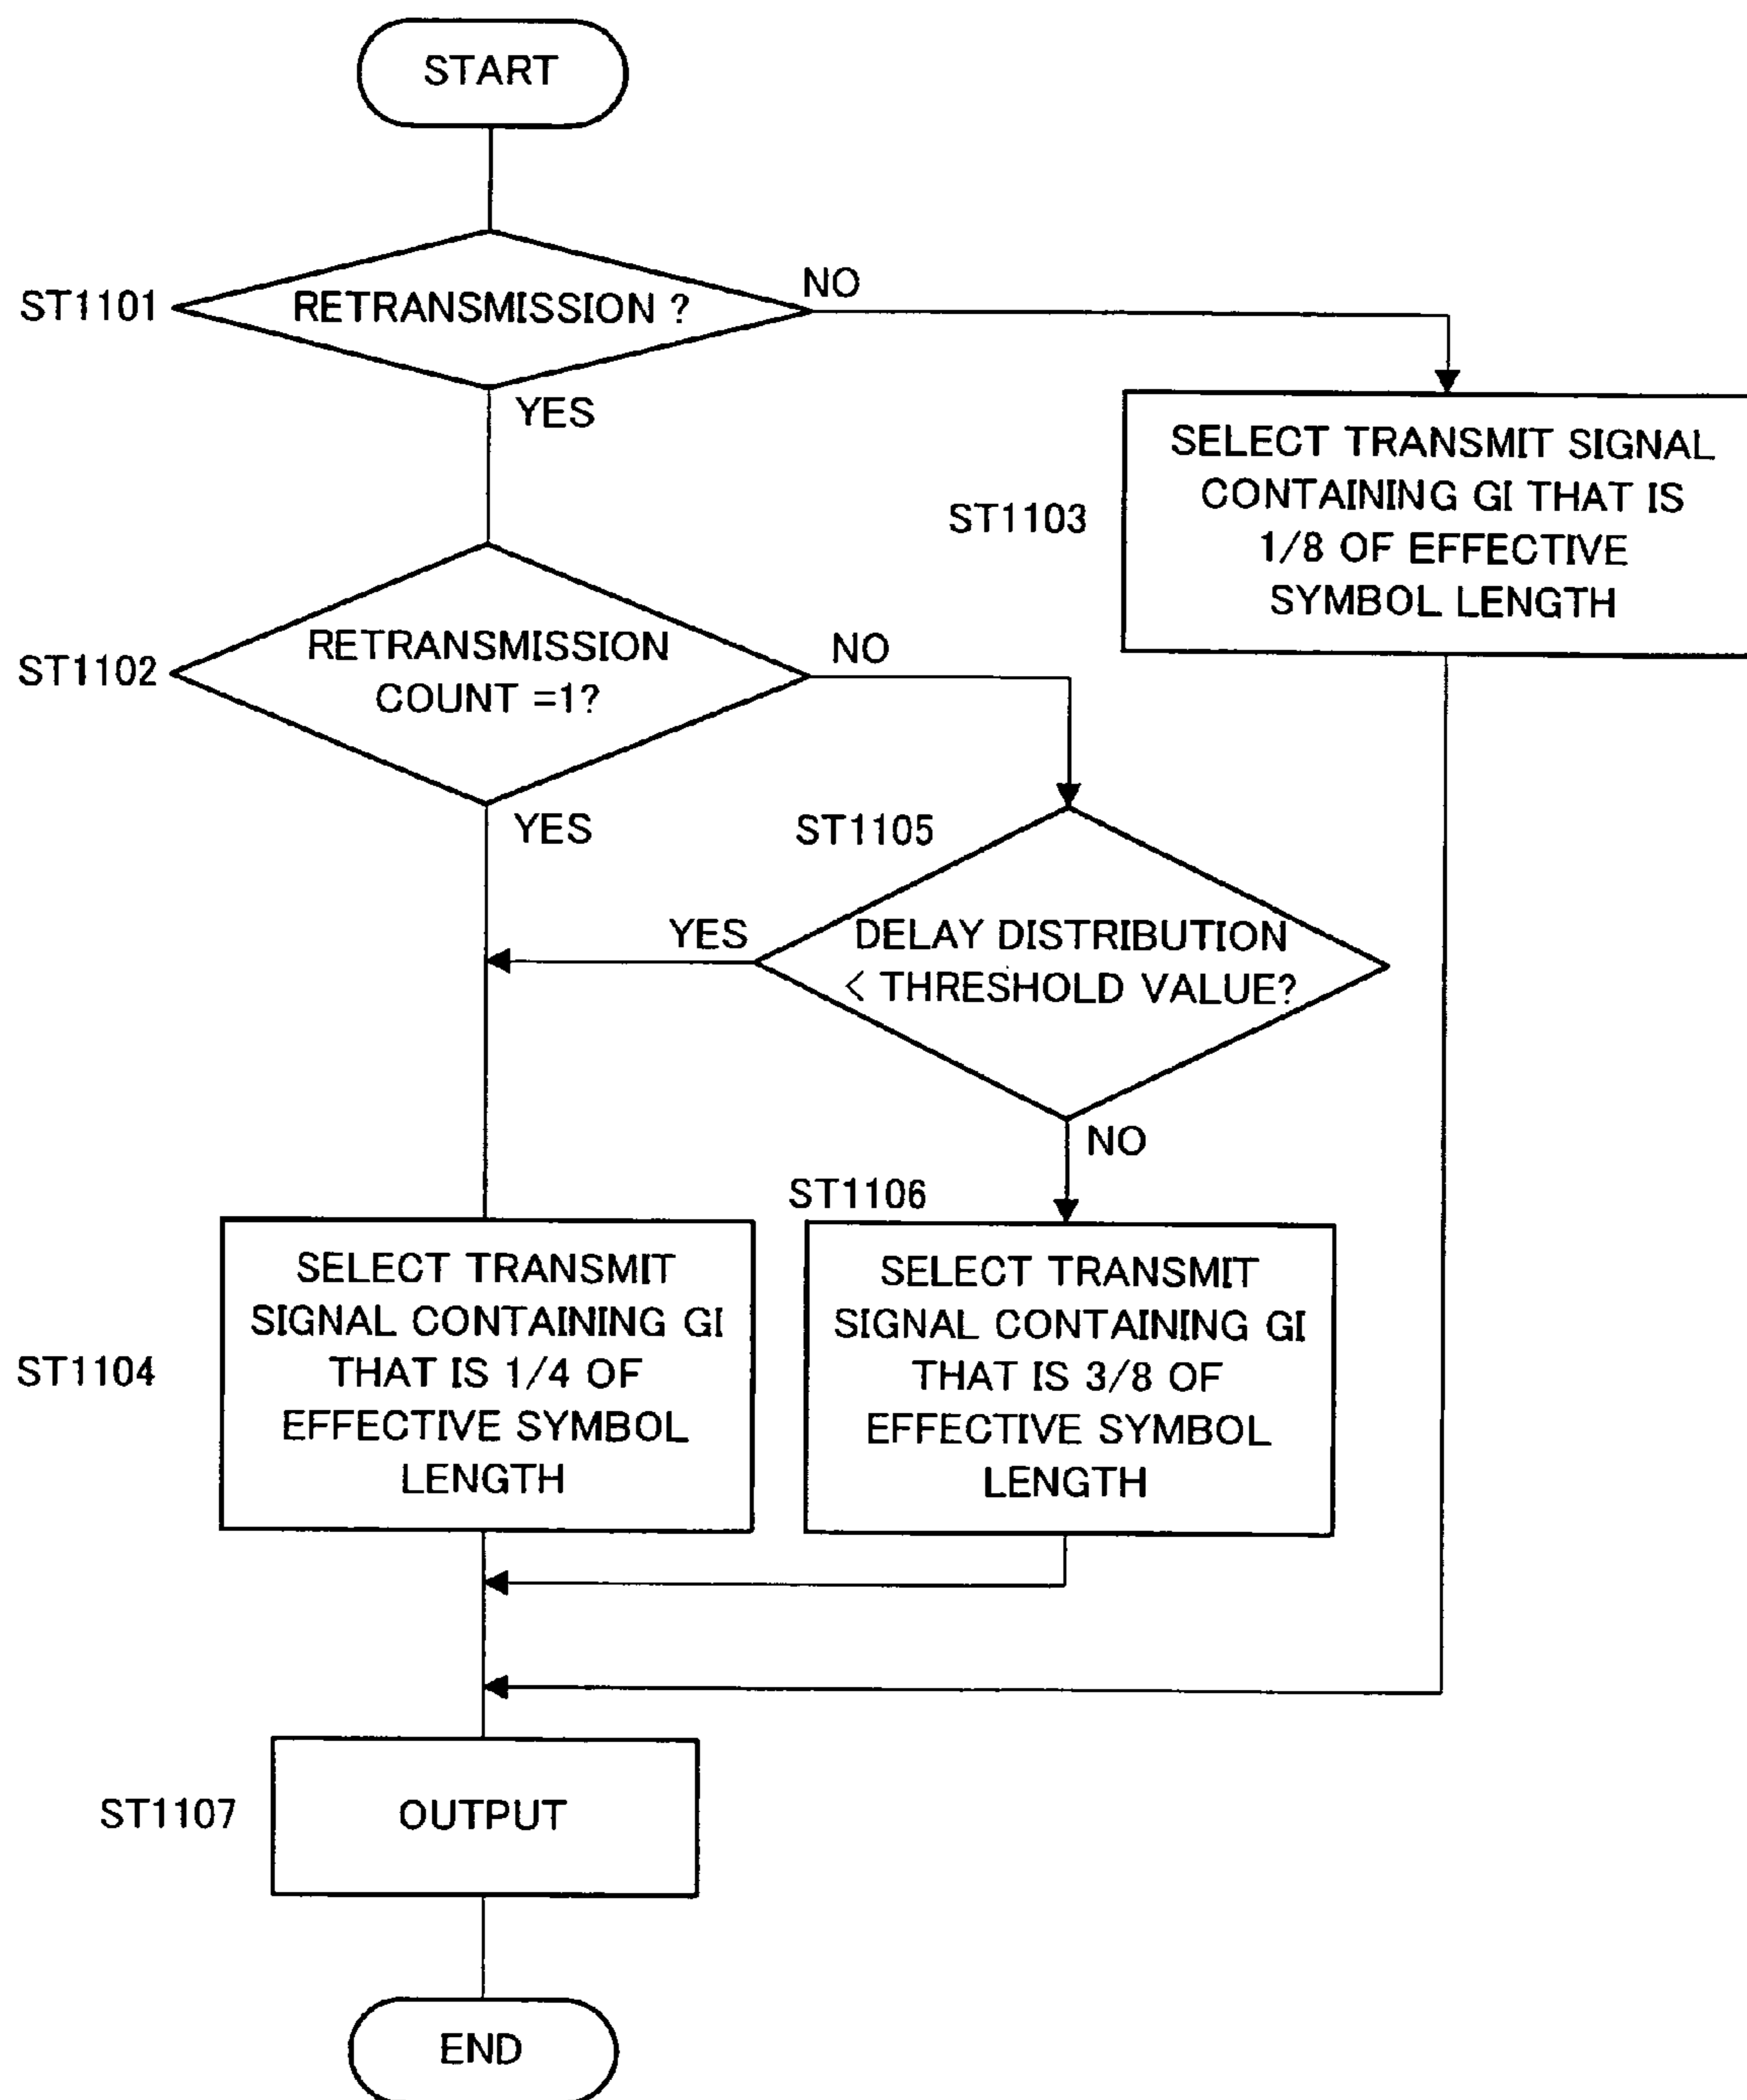 START
ST1101
RETRANSMISSION ?
NO
YES
SELECT TRANSMIT SIGNAL
CONTAINING GI THAT IS
1/8 OF EFFECTIVE
SYMBOL LENGTH
ST1103
ST1102
RETRANSMISSION
COUNT =1?
NO
YES
ST1105
DELAY DISTRIBUTION
< THRESHOLD VALUE?
YES
NO
ST1104
SELECT TRANSMIT
SIGNAL CONTAINING GI
THAT IS 1/4 OF
EFFECTIVE SYMBOL
LENGTH
ST1106
SELECT TRANSMIT
SIGNAL CONTAINING GI
THAT IS 3/8 OF
EFFECTIVE SYMBOL
LENGTH
ST1107
OUTPUT
END